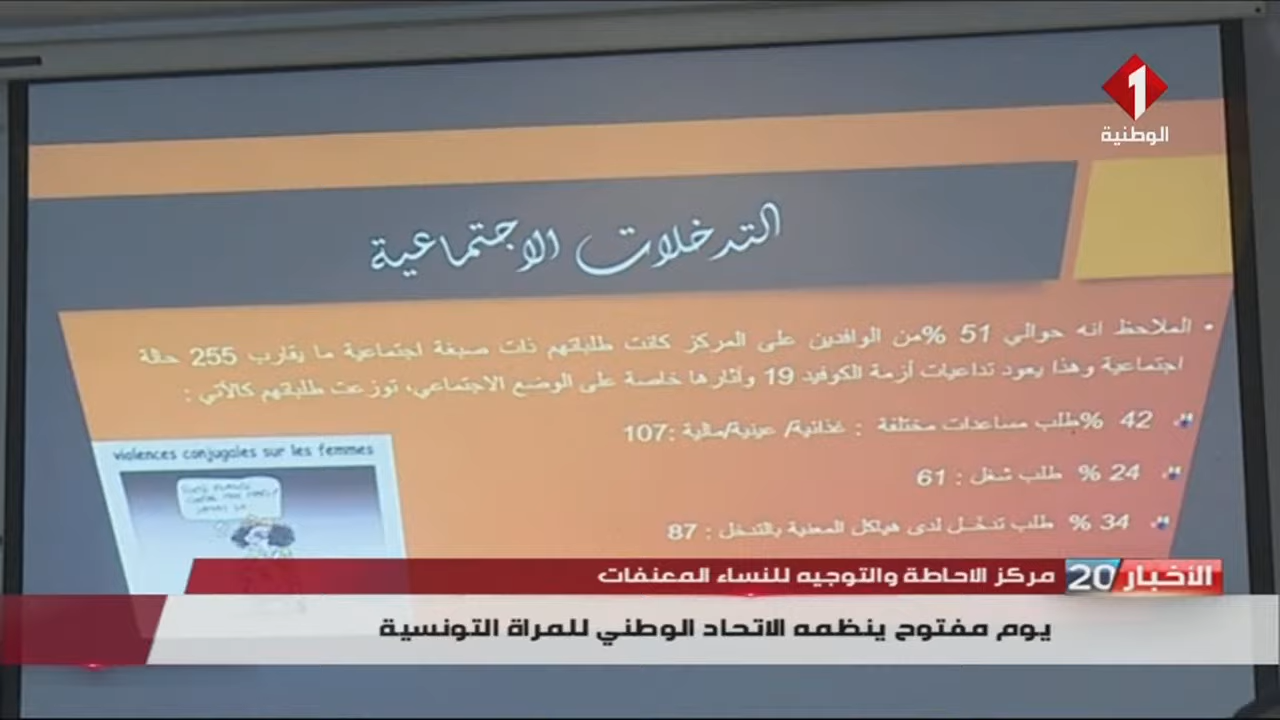 1
الوطنية
التدخلات الاجتماعية
• الملاحظ انه حوالي 51 %من الوافدين على المركز كانت طلباتهم ذات صبغة اجتماعية ما يقارب 255 حالة
اجتماعية وهذا يعود تداعيات أزمة الكوفيد 19 وأثارها خاصة على الوضع الاجتماعي، توزعت طلباتهم كالأتي :
42 %طلب مساعدات مختلفة : غذائية/ عينية/مالية :107
24 % طلب شغل : 61
34 % طلب تدخل لدى هياكل المعنية بالتدخل : 87
violences conjugales sur les femmes
الأخبار 20
مركز الاحاطة والتوجيه للنساء المعنفات
يوم مفتوح ينظمه الاتحاد الوطني للمراة التونسية